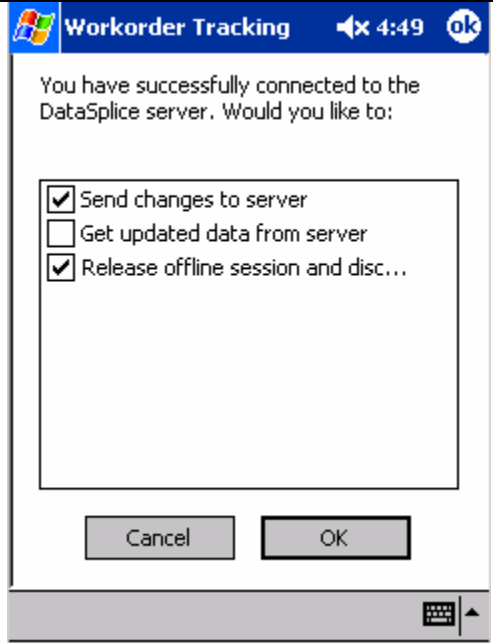 Workorder Tracking 4:49 ok
You have successfully connected to the
DataSplice server. Would you like to:
Send changes to server
Get updated data from server
Release offline session and disc...
Cancel OK